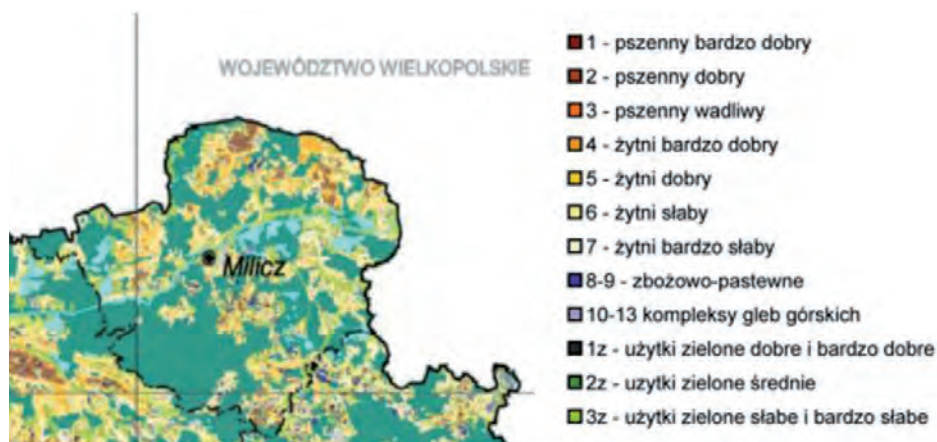 WOJEWÓDZTWO WIELKOPOLSKIE
Milicz
1 - pszenny bardzo dobry
2 - pszenny dobry
3 - pszenny wadliwy
4 - żytni bardzo dobry
5 - żytni dobry
6 - żytni słaby
7 - żytni bardzo słaby
8-9 - zbożowo-pastewne
10-13 kompleksy gleb górskich
1z - użytki zielone dobre i bardzo dobre
2z - uzytki zielone średnie
3z - użytki zielone słabe i bardzo słabe